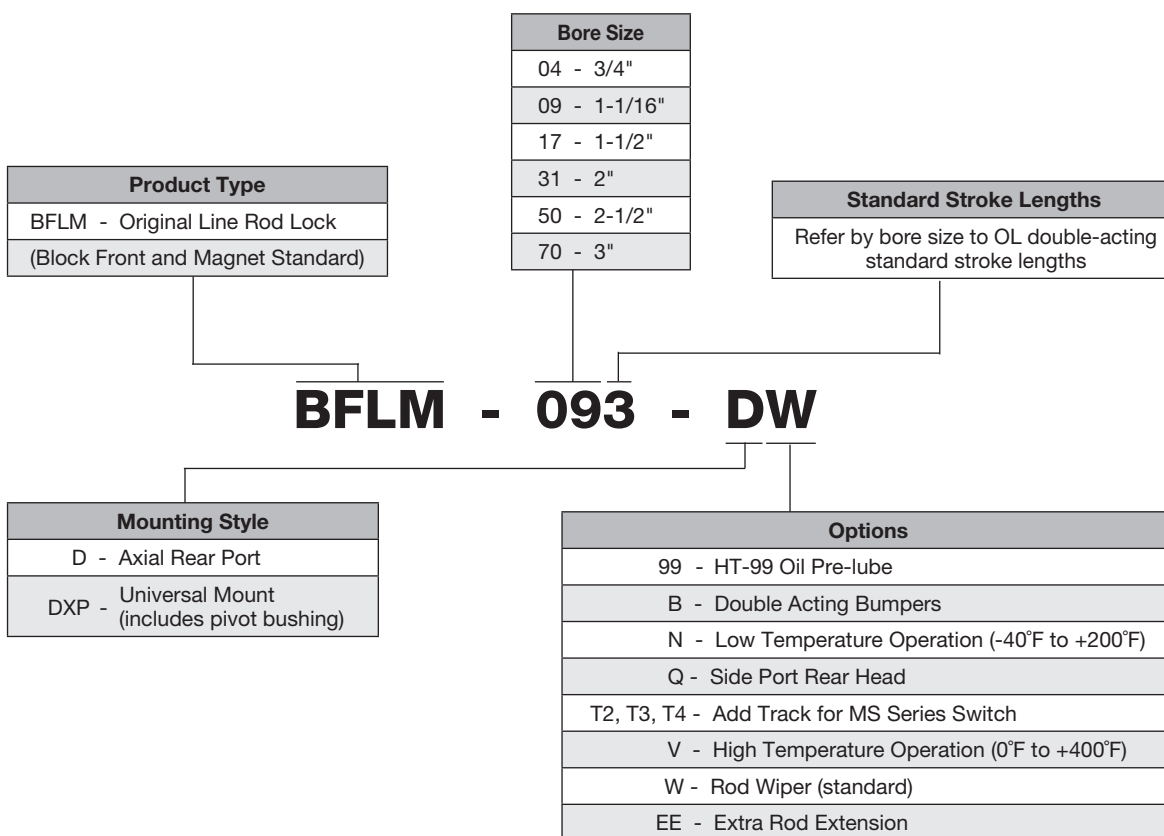 Bore Size
04 - 3/4"
09 - 1-1/16"
17 - 1-1/2"
31 - 2"
50 - 2-1/2"
70 - 3"
Product Type
BFLM - Original Line Rod Lock
(Block Front and Magnet Standard)
Standard Stroke Lengths
Refer by bore size to OL double-acting
standard stroke lengths
BFLM - 093 - DW
Mounting Style
D - Axial Rear Port
DXP - Universal Mount
(includes pivot bushing)
Options
99 - HT-99 Oil Pre-lube
B - Double Acting Bumpers
N - Low Temperature Operation (-40˚F to +200˚F)
Q - Side Port Rear Head
T2, T3, T4 - Add Track for MS Series Switch
V - High Temperature Operation (0˚F to +400˚F)
W - Rod Wiper (standard)
EE - Extra Rod Extension